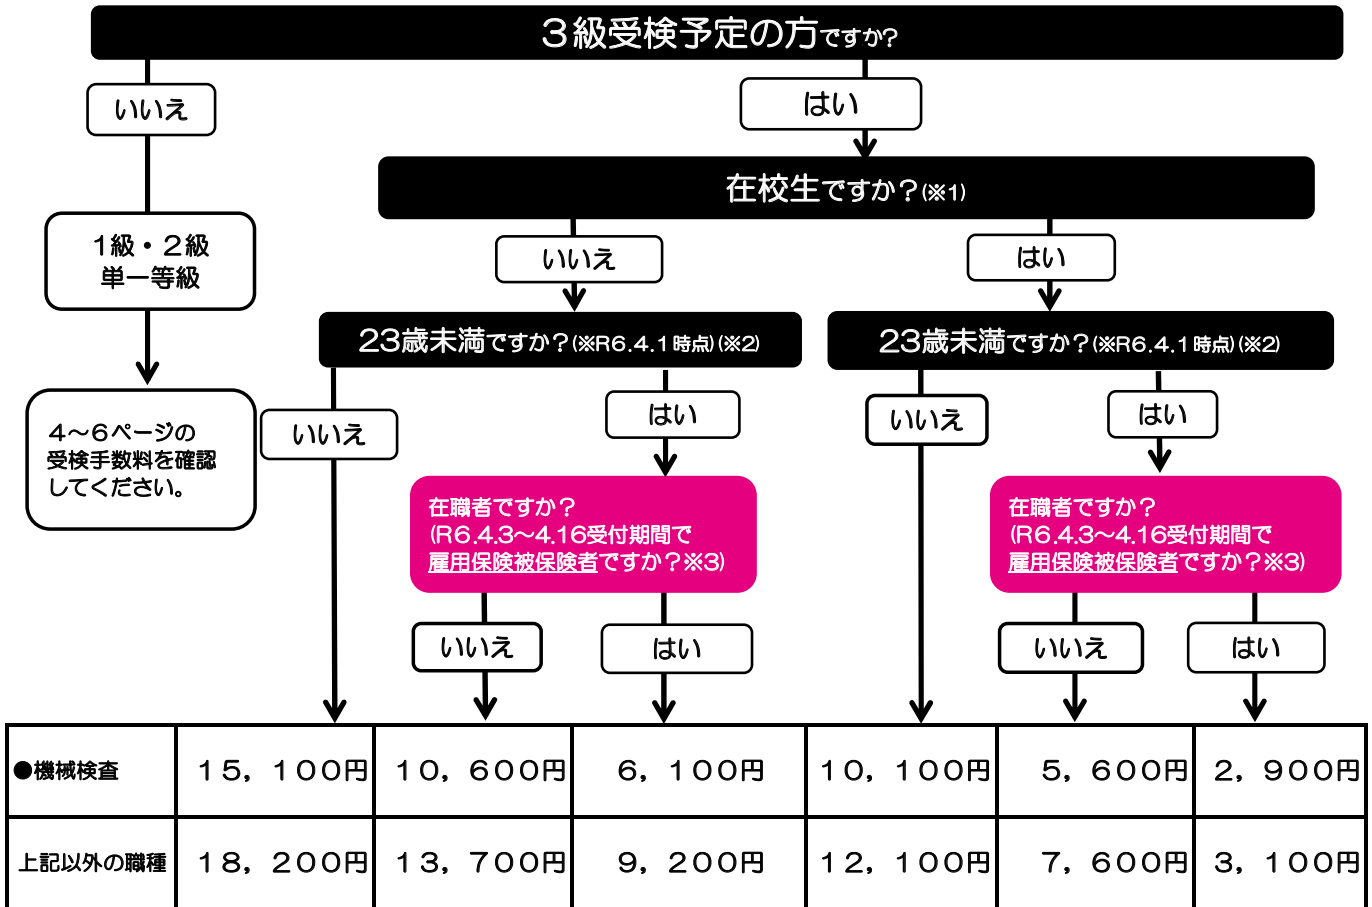 ３級受検予定の方ですか?
いいえ
はい
在校生ですか？(※1)
１級・２級
単一等級
いいえ
はい
23歳未満ですか？(※R6.4.1時点)(※2)
23歳未満ですか？(※R6.4.1時点)(※2)
４～６ページの
受検手数料を確認
してください。
いいえ
はい
いいえ
はい
在職者ですか？
(R6.4.3～4.16受付期間で
雇用保険被保険者ですか？※3)
在職者ですか？
(R6.4.3～4.16受付期間で
雇用保険被保険者ですか？※3)
いいえ
はい
いいえ
はい
●機械検査 １５，１００円 １０，６００円 ６，１００円 １０，１００円 ５，６００円 ２，９００円
上記以外の職種 １８，２００円 １３，７００円 ９，２００円 １２，１００円 ７，６００円 ３，１００円